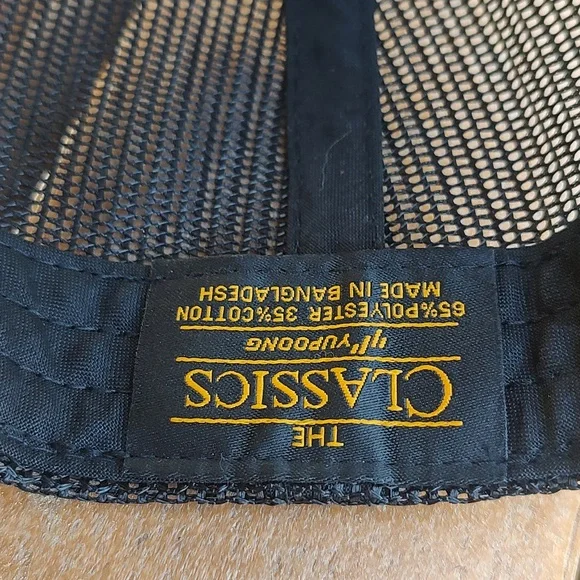 THE
CLASSICS
YUPOONG
65% POLYESTER 35% COTTON
MADE IN BANGLADESH